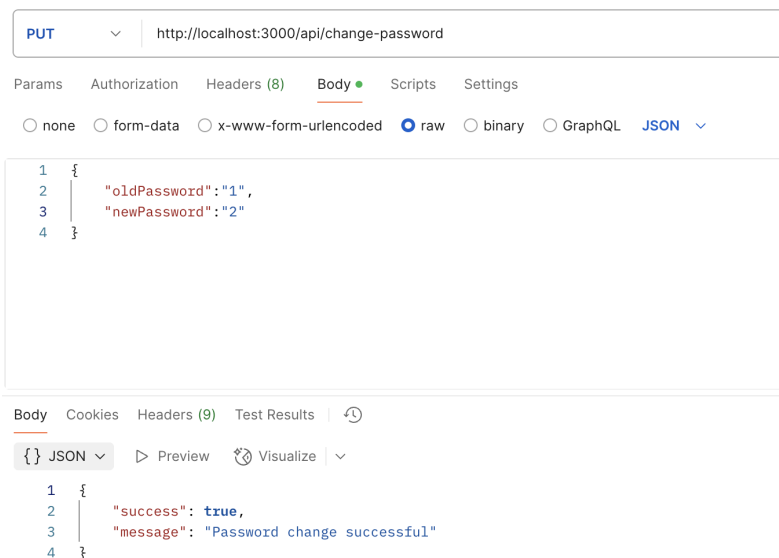 PUT http://localhost:3000/api/change-password
Params Authorization Headers (8) Body Scripts Settings
none form-data x-www-form-urlencoded raw binary GraphQL JSON
1 {
2 "oldPassword":"1",
3 "newPassword":"2"
4 }
Body Cookies Headers (9) Test Results
{} JSON Preview Visualize
1 {
2 "success": true,
3 "message": "Password change successful"
4 }